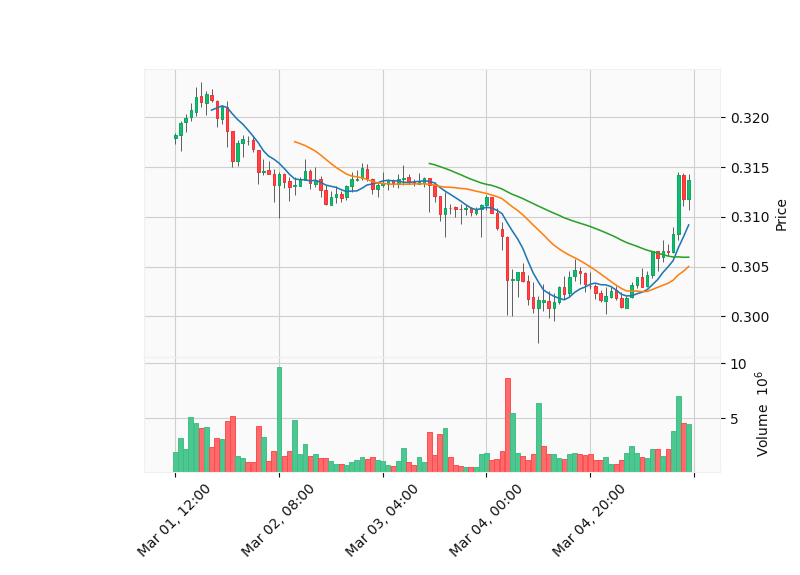 0.320
0.315
0.310
0.305
0.300
Price
10
5
Volume 10^6
Mar 01, 12:00
Mar 02, 08:00
Mar 03, 04:00
Mar 04, 00:00
Mar 04, 20:00